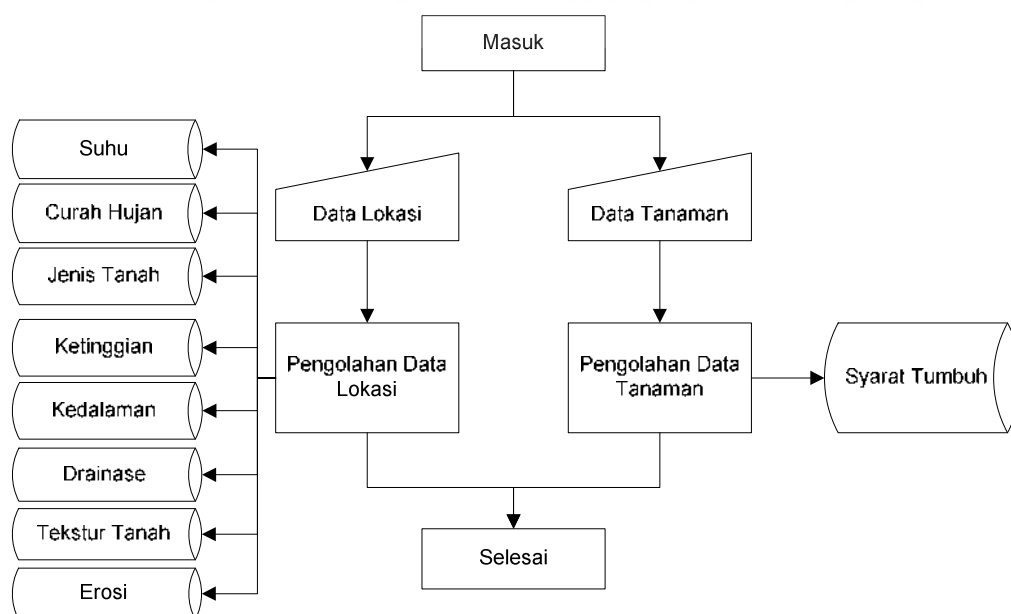 Masuk
Suhu
Curah Hujan
Jenis Tanah
Ketinggian
Kedalaman
Drainase
Tekstur Tanah
Erosi
Data Lokasi
Data Tanaman
Pengolahan Data
Lokasi
Pengolahan Data
Tanaman
Syarat Tumbuh
Selesai